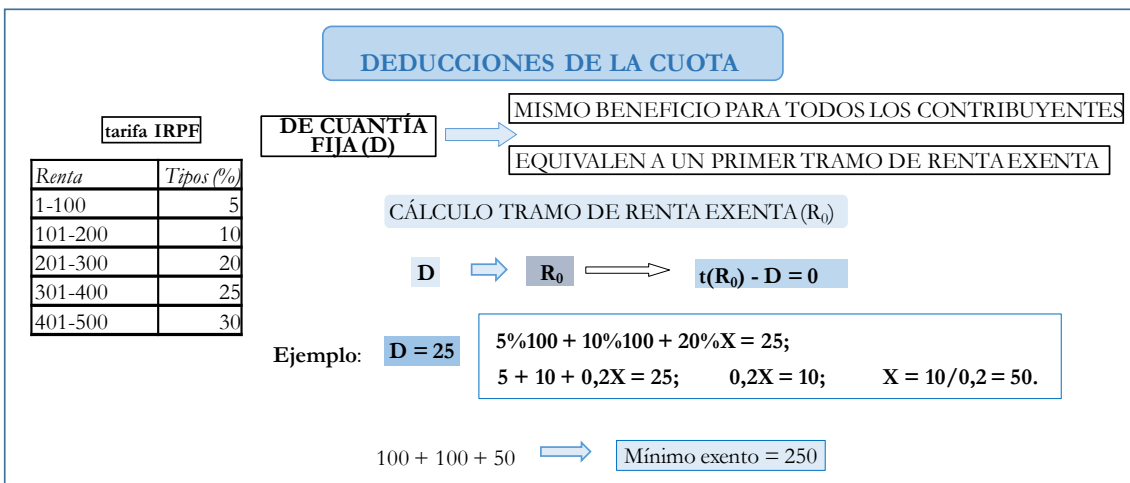 DEDUCCIONES DE LA CUOTA
tarifa IRPF
Renta Tipos (%)
1-100 5
101-200 10
201-300 20
301-400 25
401-500 30
DE CUANTÍA
FIJA (D)
MISMO BENEFICIO PARA TODOS LOS CONTRIBUYENTES
EQUIVALEN A UN PRIMER TRAMO DE RENTA EXENTA
CÁLCULO TRAMO DE RENTA EXENTA (R₀)
D R₀ t(R₀) - D = 0
Ejemplo: D = 25
5%100 + 10%100 + 20%X = 25;
5 + 10 + 0,2X = 25; 0,2X = 10; X = 10/0,2 = 50.
100 + 100 + 50 Mínimo exento = 250